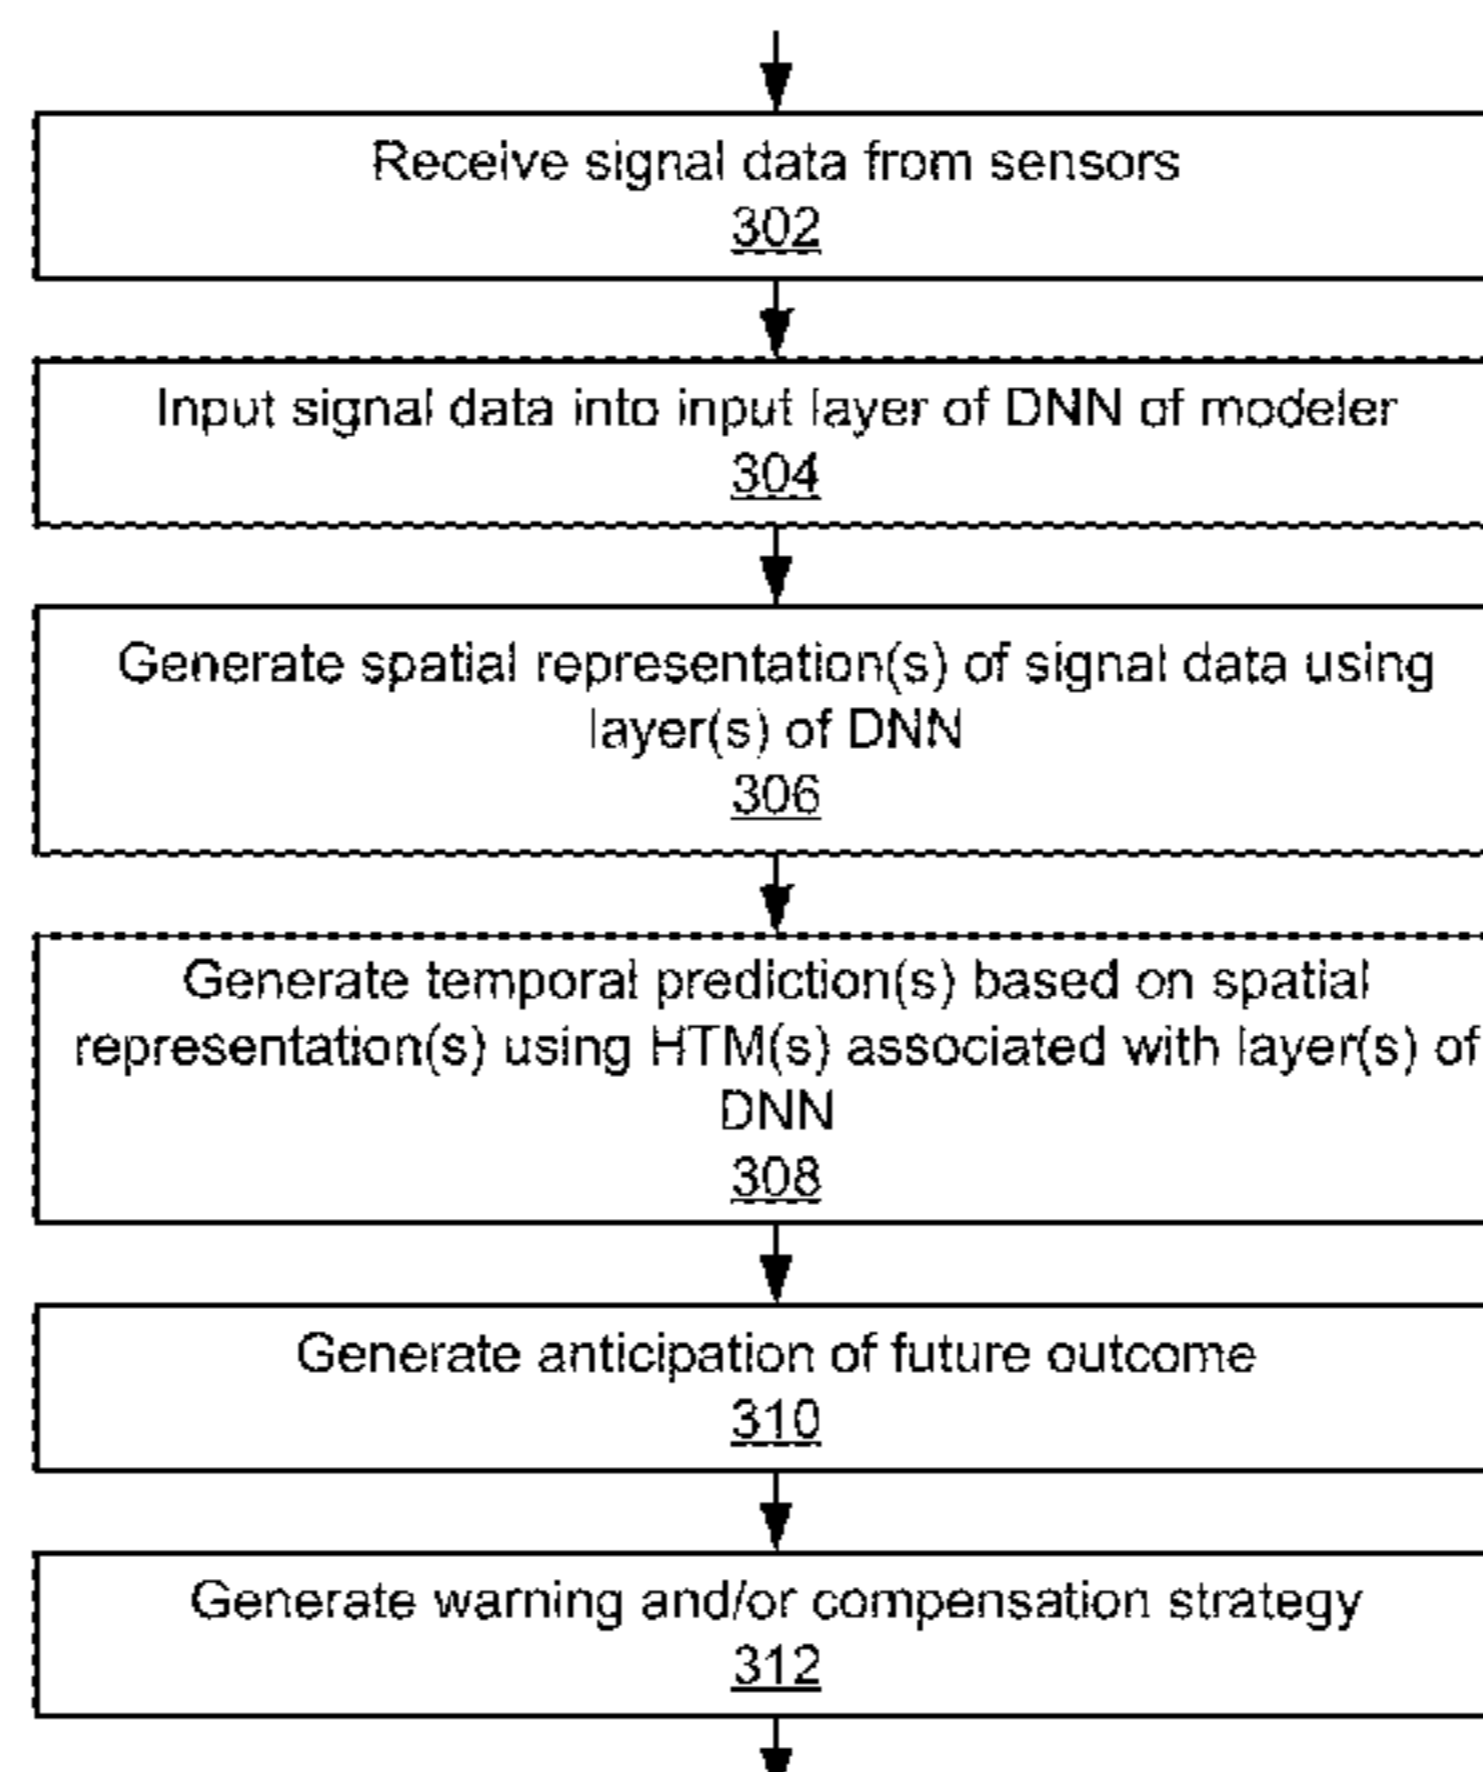 Receive signal data from sensors
302
Input signal data into input layer of DNN of modeler
304
Generate spatial representation(s) of signal data using
layer(s) of DNN
306
Generate temporal prediction(s) based on spatial
representation(s) using HTM(s) associated with layer(s) of
DNN
308
Generate anticipation of future outcome
310
Generate warning and/or compensation strategy
312